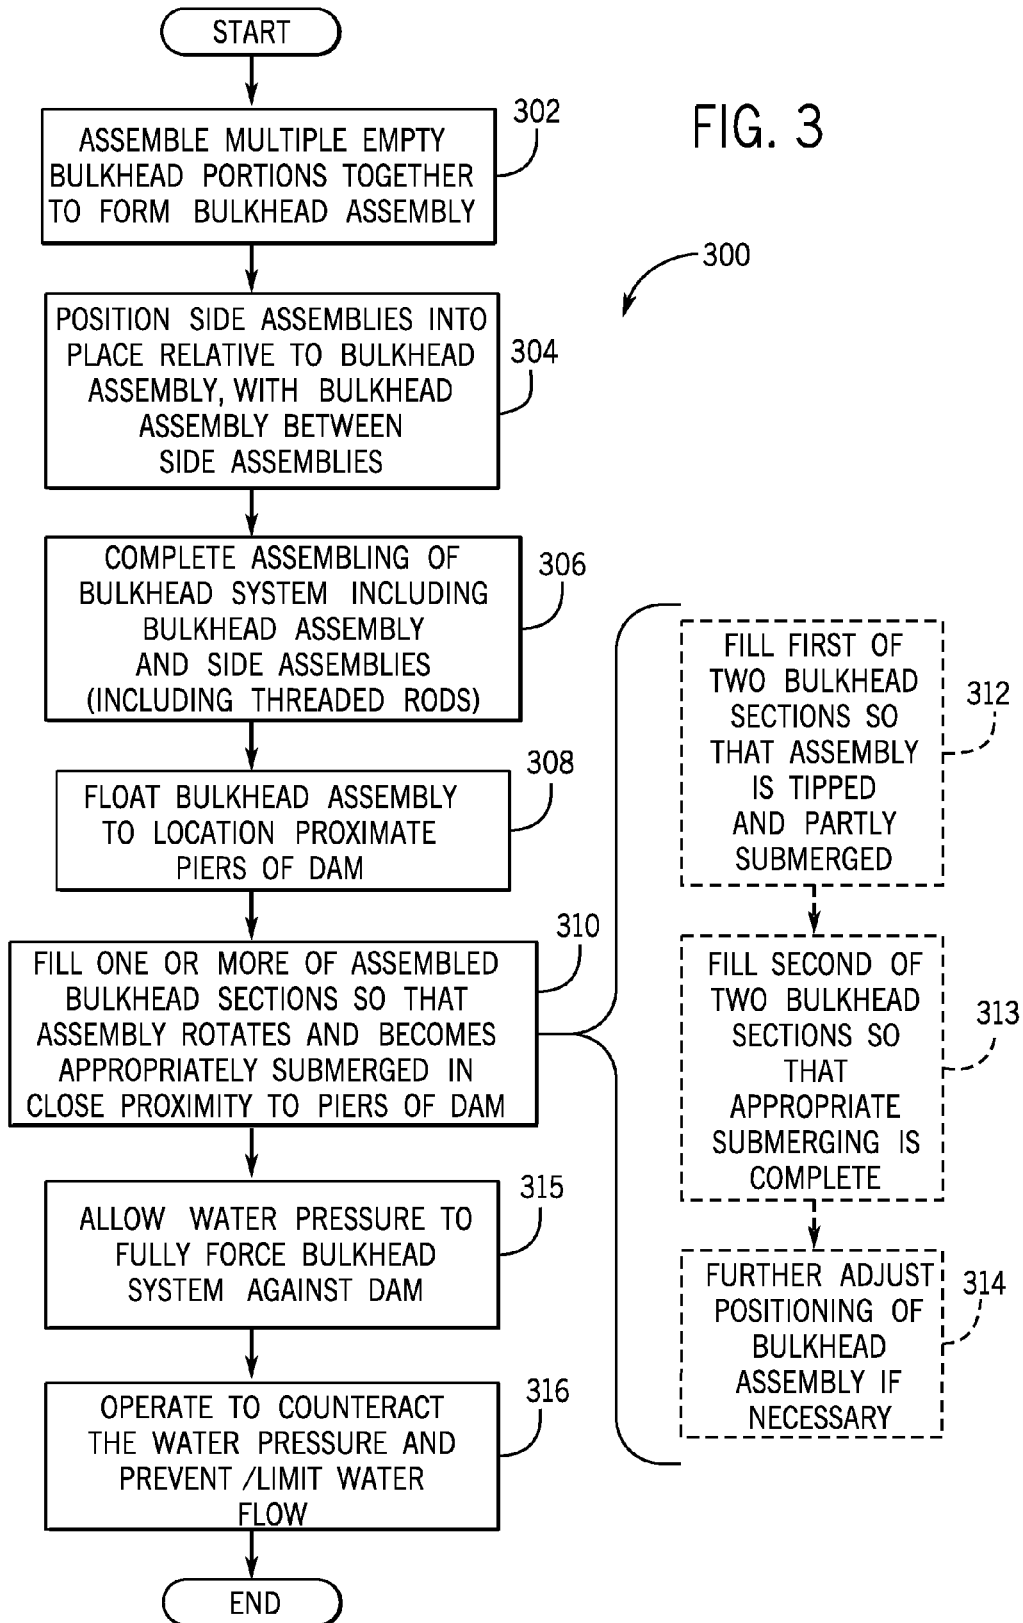 START
FIG. 3
300
302
ASSEMBLE MULTIPLE EMPTY
BULKHEAD PORTIONS TOGETHER
TO FORM BULKHEAD ASSEMBLY
304
POSITION SIDE ASSEMBLIES INTO
PLACE RELATIVE TO BULKHEAD
ASSEMBLY, WITH BULKHEAD
ASSEMBLY BETWEEN
SIDE ASSEMBLIES
306
COMPLETE ASSEMBLING OF
BULKHEAD SYSTEM INCLUDING
BULKHEAD ASSEMBLY
AND SIDE ASSEMBLIES
(INCLUDING THREADED RODS)
308
FLOAT BULKHEAD ASSEMBLY
TO LOCATION PROXIMATE
PIERS OF DAM
310
FILL ONE OR MORE OF ASSEMBLED
BULKHEAD SECTIONS SO THAT
ASSEMBLY ROTATES AND BECOMES
APPROPRIATELY SUBMERGED IN
CLOSE PROXIMITY TO PIERS OF DAM
312
FILL FIRST OF
TWO BULKHEAD
SECTIONS SO
THAT ASSEMBLY
IS TIPPED
AND PARTLY
SUBMERGED
313
FILL SECOND OF
TWO BULKHEAD
SECTIONS SO
THAT
APPROPRIATE
SUBMERGING IS
COMPLETE
314
FURTHER ADJUST
POSITIONING OF
BULKHEAD
ASSEMBLY IF
NECESSARY
315
ALLOW WATER PRESSURE TO
FULLY FORCE BULKHEAD
SYSTEM AGAINST DAM
316
OPERATE TO COUNTERACT
THE WATER PRESSURE AND
PREVENT /LIMIT WATER
FLOW
END